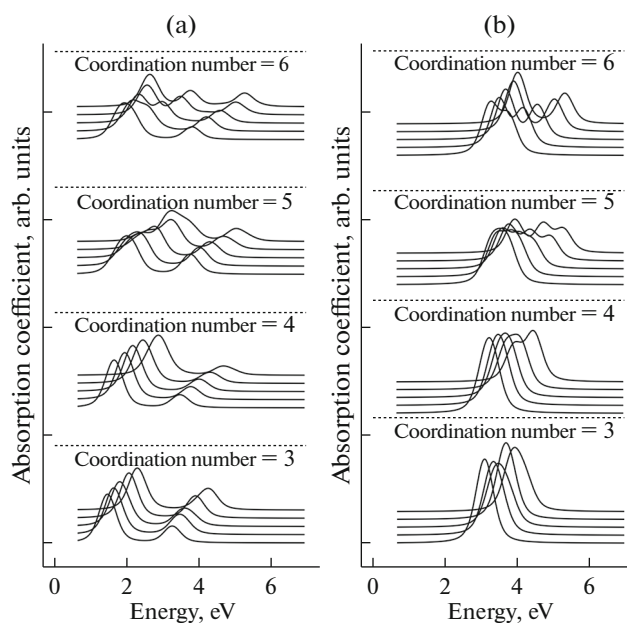 (a)
(b)
Absorption coefficient, arb. units
Coordination number = 6
Coordination number = 5
Coordination number = 4
Coordination number = 3
0 2 4 6
Energy, eV
Absorption coefficient, arb. units
Coordination number = 6
Coordination number = 5
Coordination number = 4
Coordination number = 3
0 2 4 6
Energy, eV